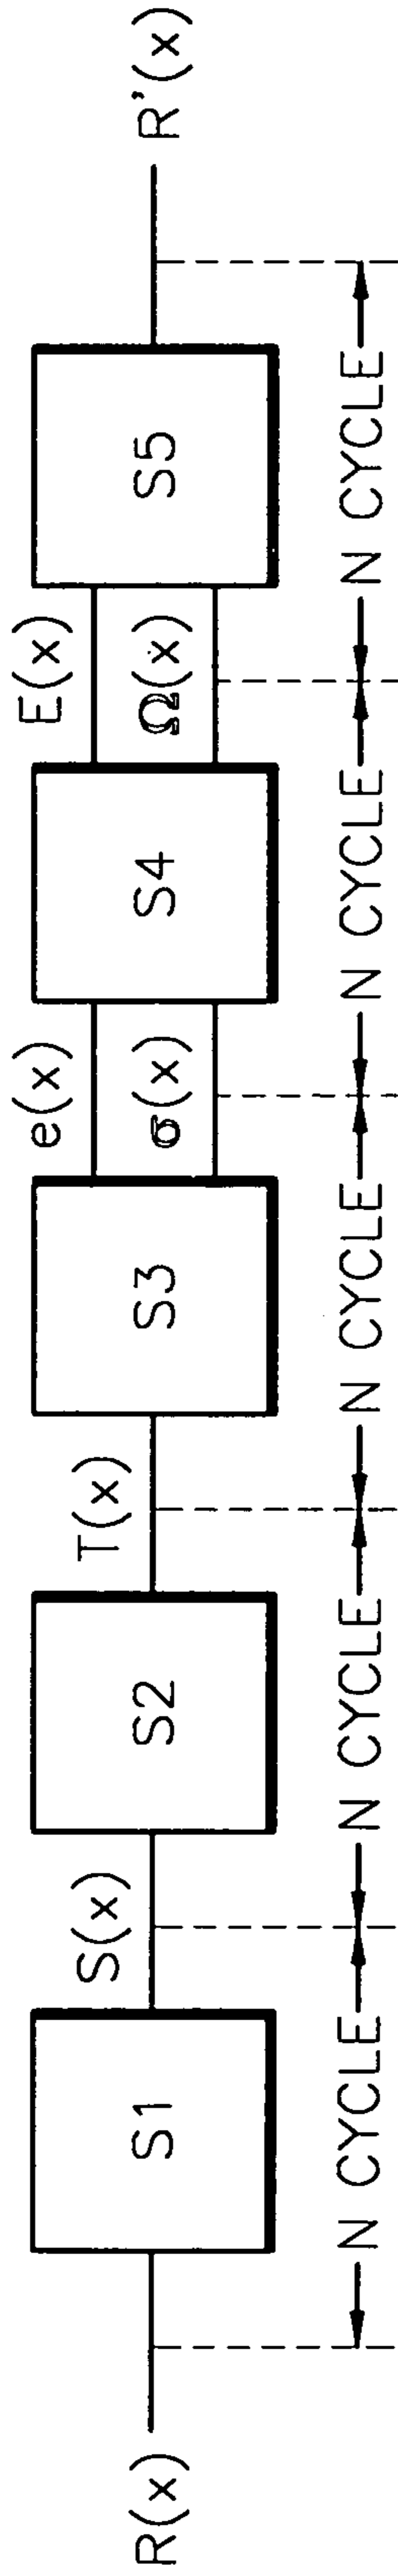 R(x)
S1
S(x)
S2
T(x)
S3
e(x)
σ(x)
S4
E(x)
Ω(x)
S5
R'(x)
N CYCLE
N CYCLE
N CYCLE
N CYCLE
N CYCLE